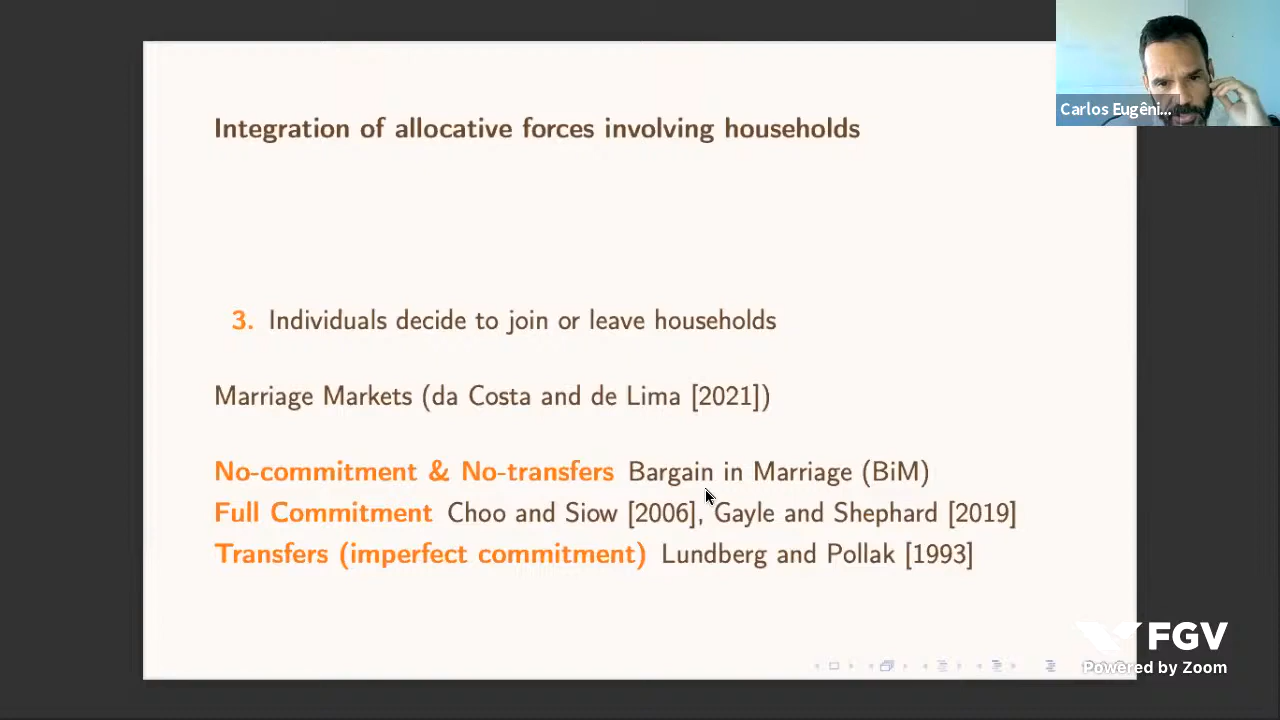 Integration of allocative forces involving households
Carlos Eugêni...
3. Individuals decide to join or leave households
Marriage Markets (da Costa and de Lima [2021])
No-commitment & No-transfers Bargain in Marriage (BiM)
Full Commitment Choo and Siow [2006], Gayle and Shephard [2019]
Transfers (imperfect commitment) Lundberg and Pollak [1993]
FGV
Powered by Zoom